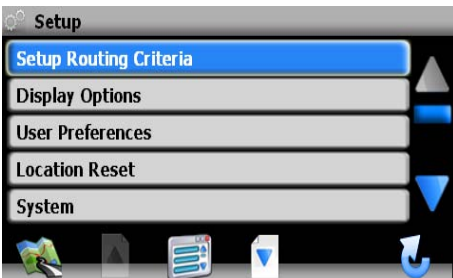 Setup
Setup Routing Criteria
Display Options
User Preferences
Location Reset
System